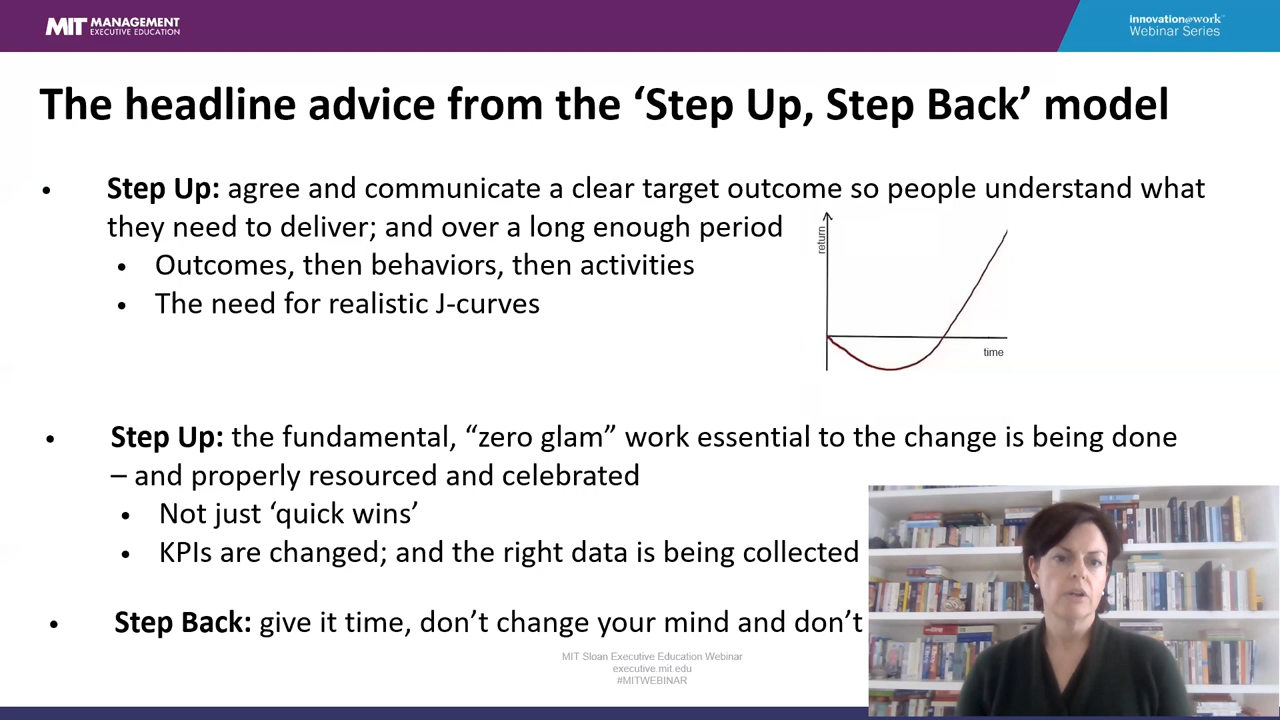 MIT MANAGEMENT
EXECUTIVE EDUCATION
innovation@work™
Webinar Series
The headline advice from the ‘Step Up, Step Back’ model
• Step Up: agree and communicate a clear target outcome so people understand what
they need to deliver; and over a long enough period
• Outcomes, then behaviors, then activities
• The need for realistic J-curves
return
time
• Step Up: the fundamental, “zero glam” work essential to the change is being done
– and properly resourced and celebrated
• Not just ‘quick wins’
• KPIs are changed; and the right data is being collected
• Step Back: give it time, don’t change your mind and don’t
MIT Sloan Executive Education Webinar
executive.mit.edu
#MITWEBINAR